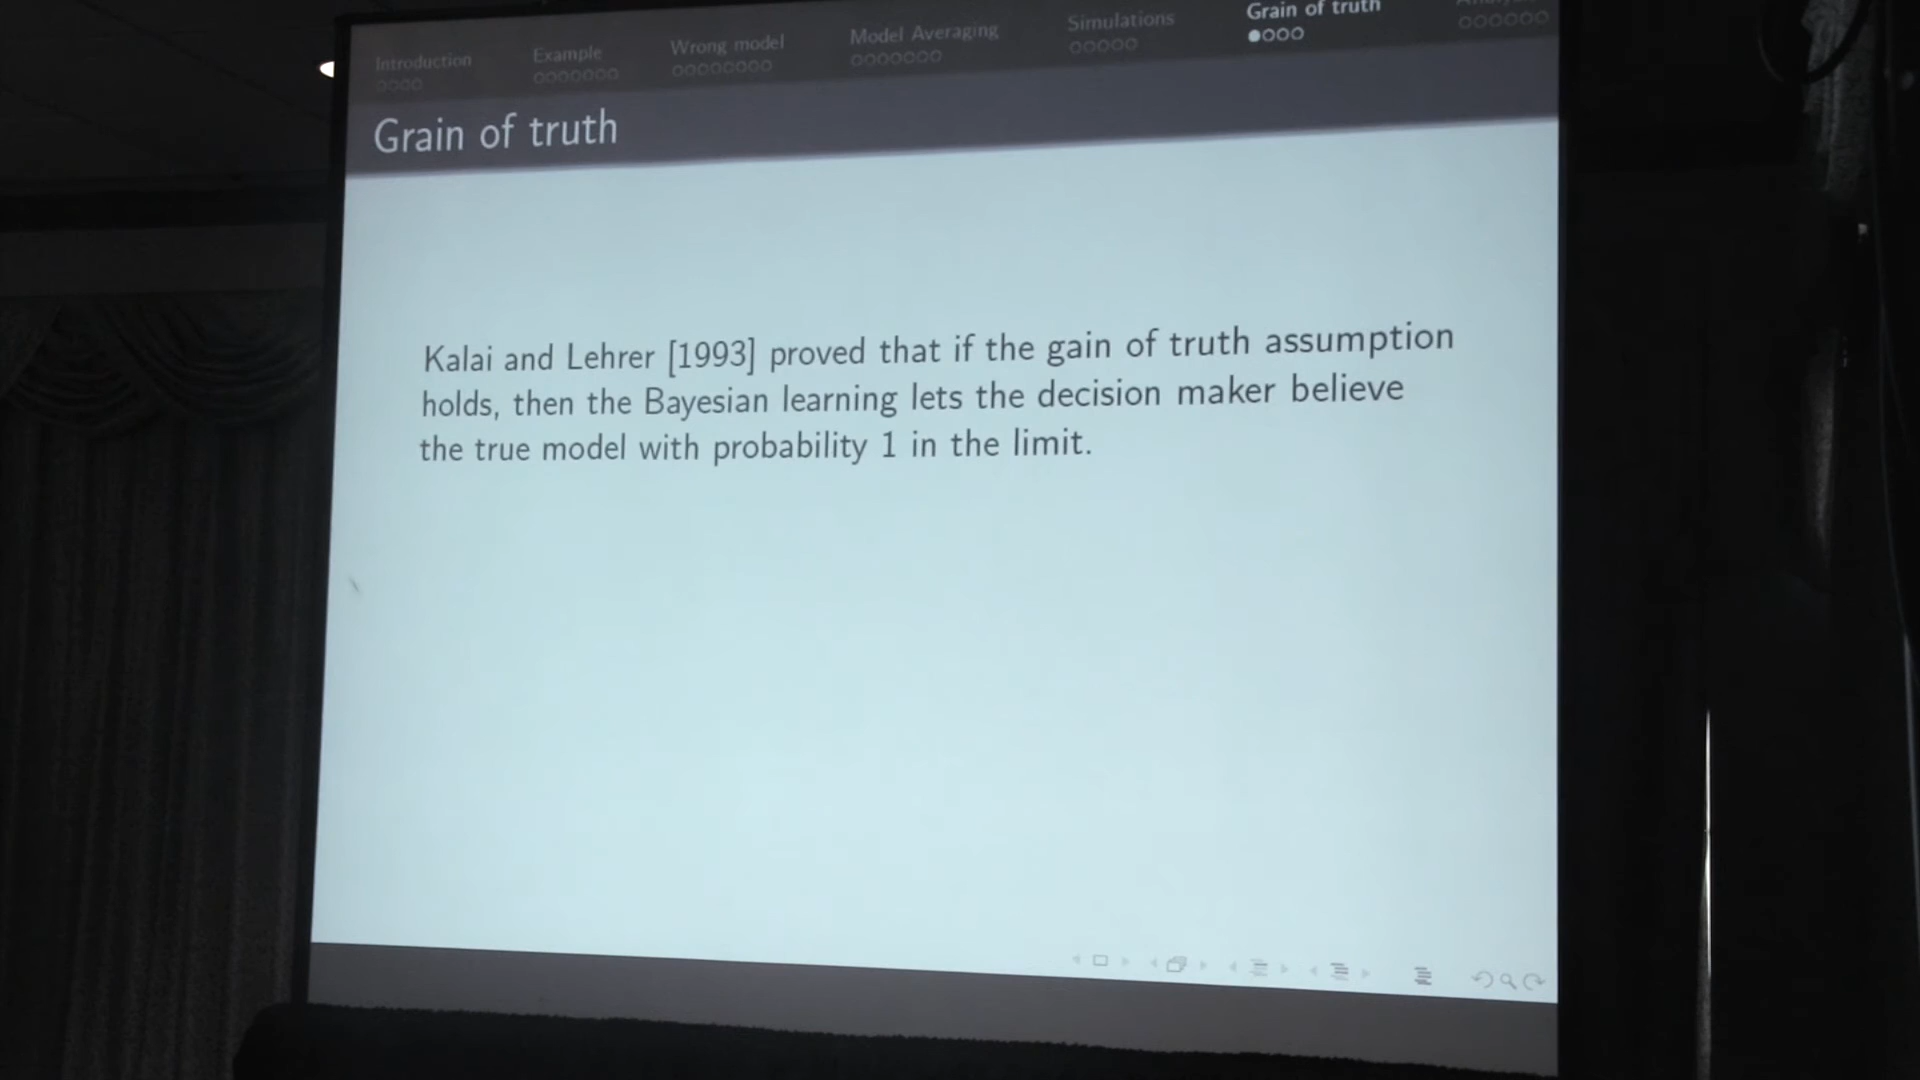 Introduction Example Wrong model Model Averaging Simulations Grain of truth
Grain of truth
Kalai and Lehrer [1993] proved that if the gain of truth assumption
holds, then the Bayesian learning lets the decision maker believe
the true model with probability 1 in the limit.